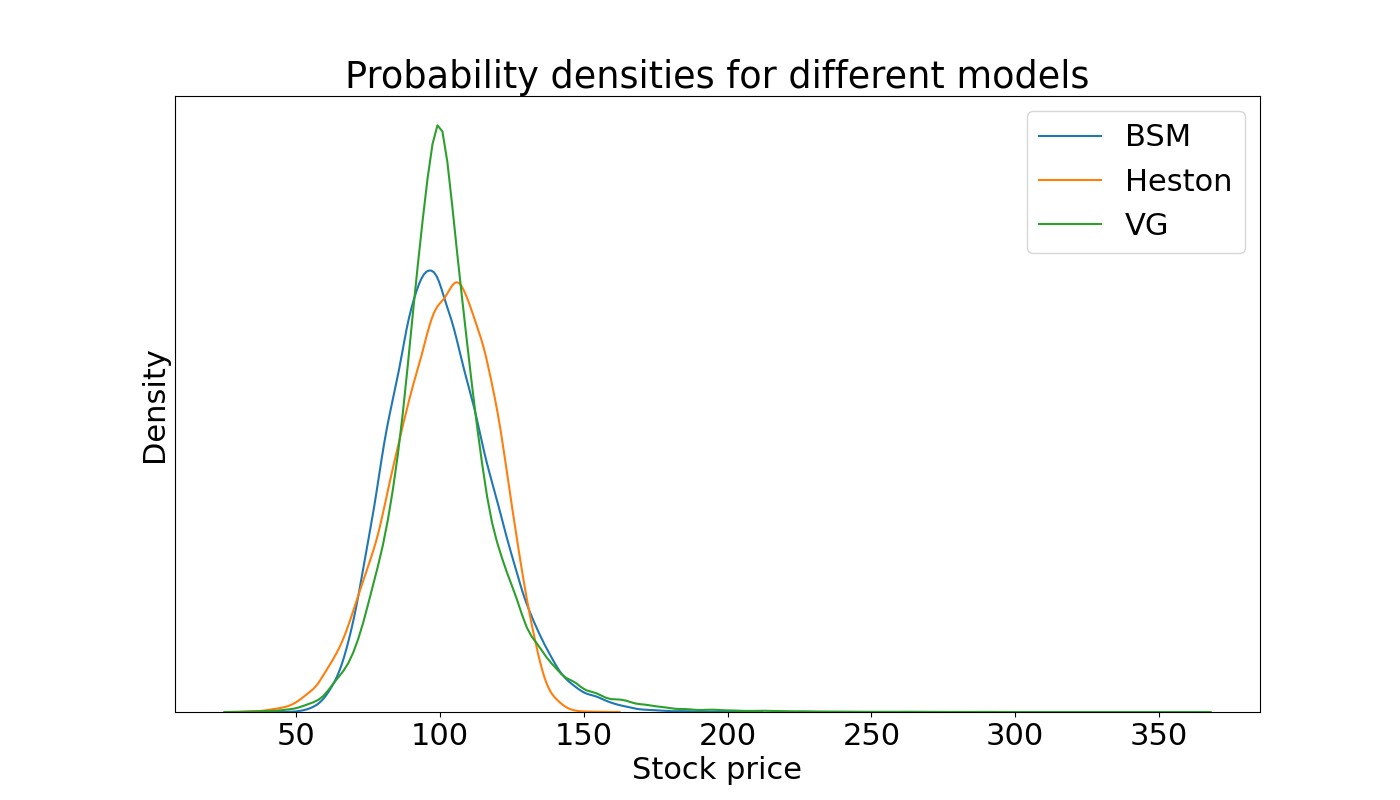 Probability densities for different models
BSM
Heston
VG
Density
50 100 150 200 250 300 350
Stock price